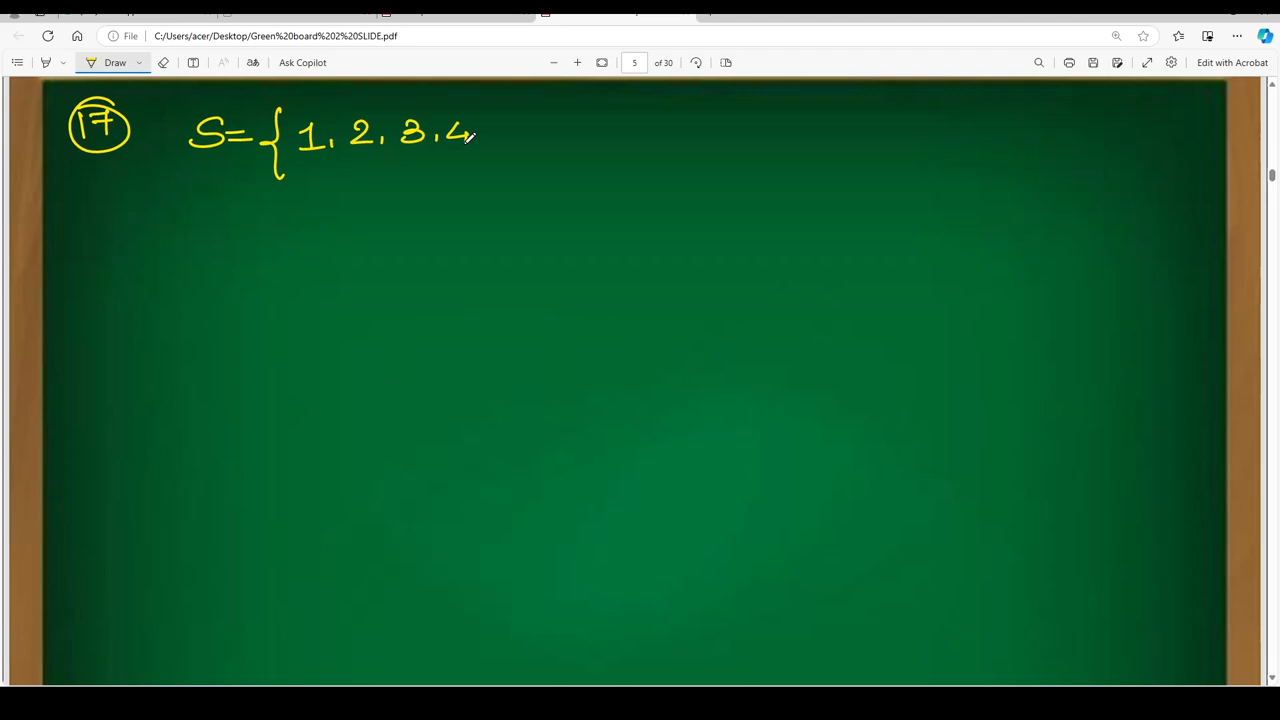 File C:/Users/acer/Desktop/Green%20board%202%20SLIDE.pdf
Draw Ask Copilot 5 of 30 Edit with Acrobat
17 S={ 1, 2, 3, 4